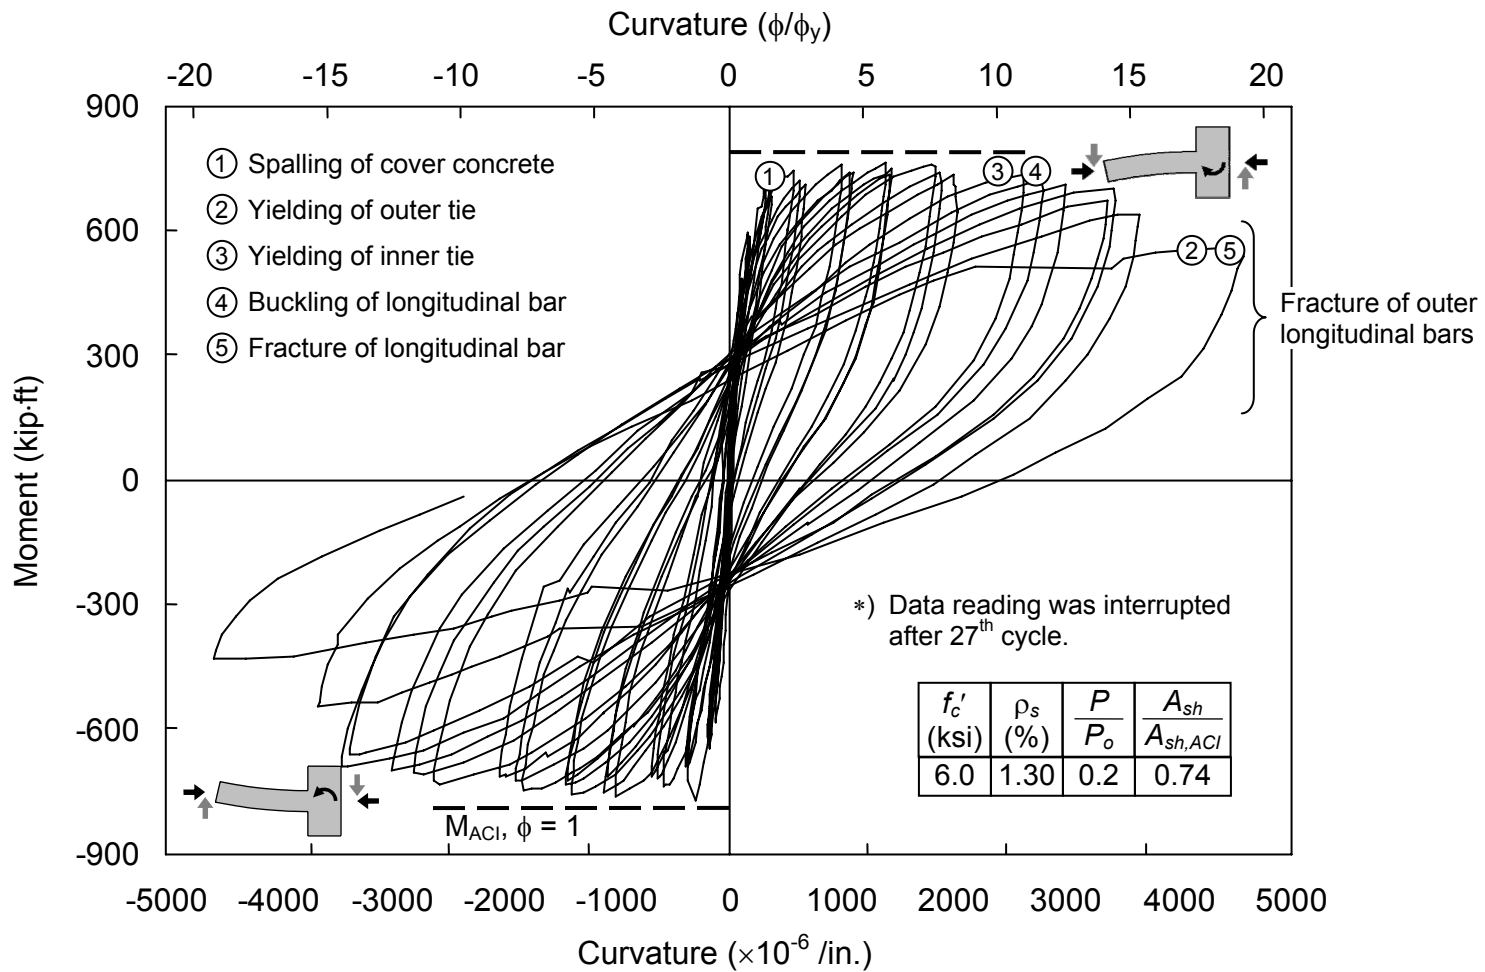 Curvature (ϕ/ϕy)
-20 -15 -10 -5 0 5 10 15 20
900
600
300
0
-300
-600
-900
Moment (kip·ft)
① Spalling of cover concrete
② Yielding of outer tie
③ Yielding of inner tie
④ Buckling of longitudinal bar
⑤ Fracture of longitudinal bar
① ③ ④
② ⑤
Fracture of outer
longitudinal bars
*) Data reading was interrupted
after 27th cycle.
fc′ ρs P Ash
(ksi) (%) Po Ash,ACI
6.0 1.30 0.2 0.74
MACI, ϕ = 1
-5000 -4000 -3000 -2000 -1000 0 1000 2000 3000 4000 5000
Curvature (×10-6 /in.)